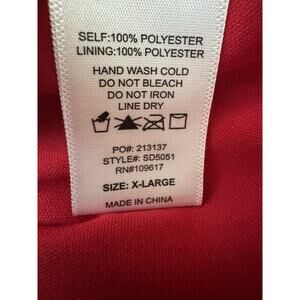 SELF:100% POLYESTER
LINING:100% POLYESTER
HAND WASH COLD
DO NOT BLEACH
DO NOT IRON
LINE DRY
PO#: 213137
STYLE#: SD5051
RN#109617
SIZE: X-LARGE
MADE IN CHINA